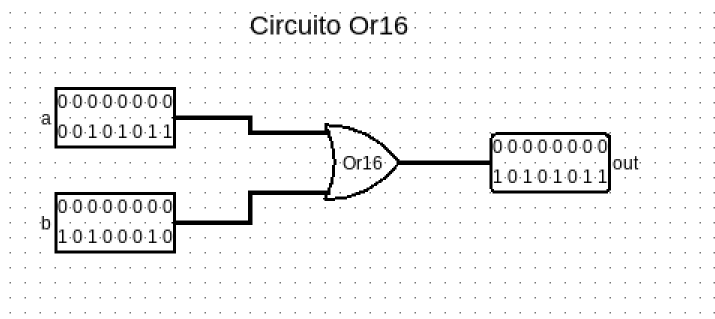 Circuito Or16
a
0 0 0 0 0 0 0 0
0 0 1 0 1 0 1 1
b
0 0 0 0 0 0 0 0
1 0 1 0 0 0 1 0
Or16
0 0 0 0 0 0 0 0
1 0 1 0 1 0 1 1
out